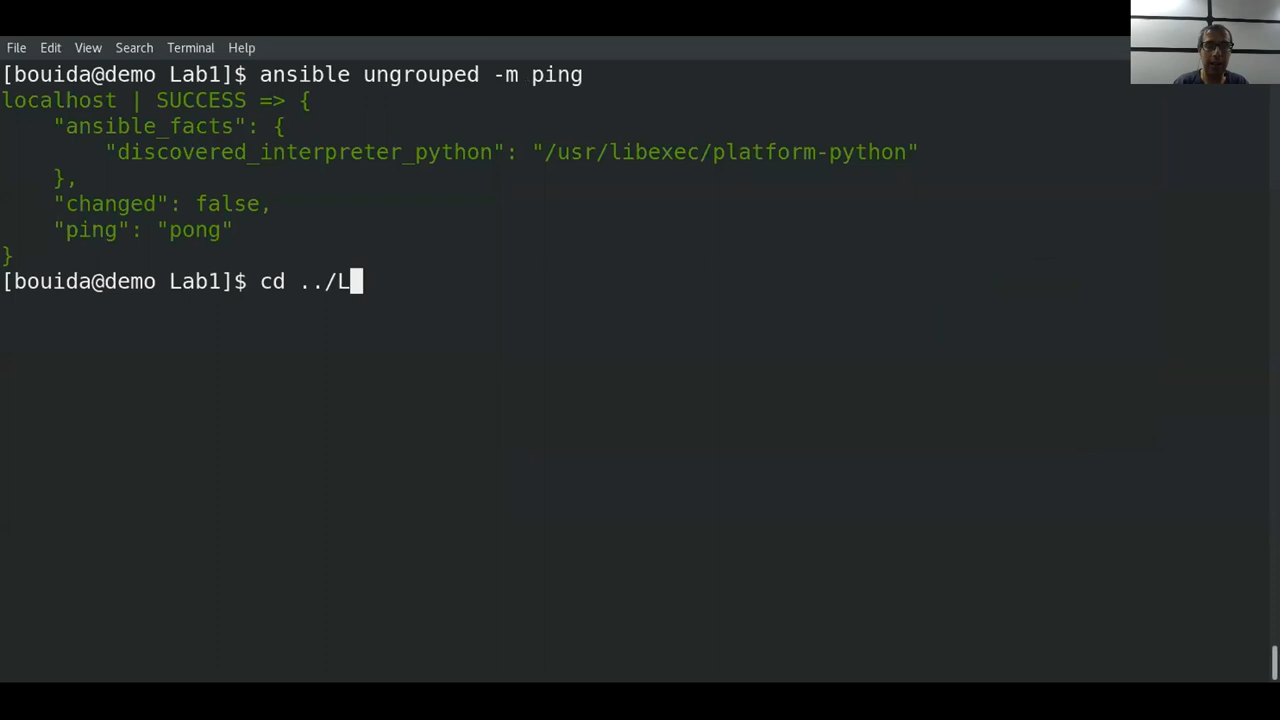 File Edit View Search Terminal Help
[bouida@demo Lab1]$ ansible ungrouped -m ping
localhost | SUCCESS => {
    "ansible_facts": {
        "discovered_interpreter_python": "/usr/libexec/platform-python"
    },
    "changed": false,
    "ping": "pong"
}
[bouida@demo Lab1]$ cd ../L